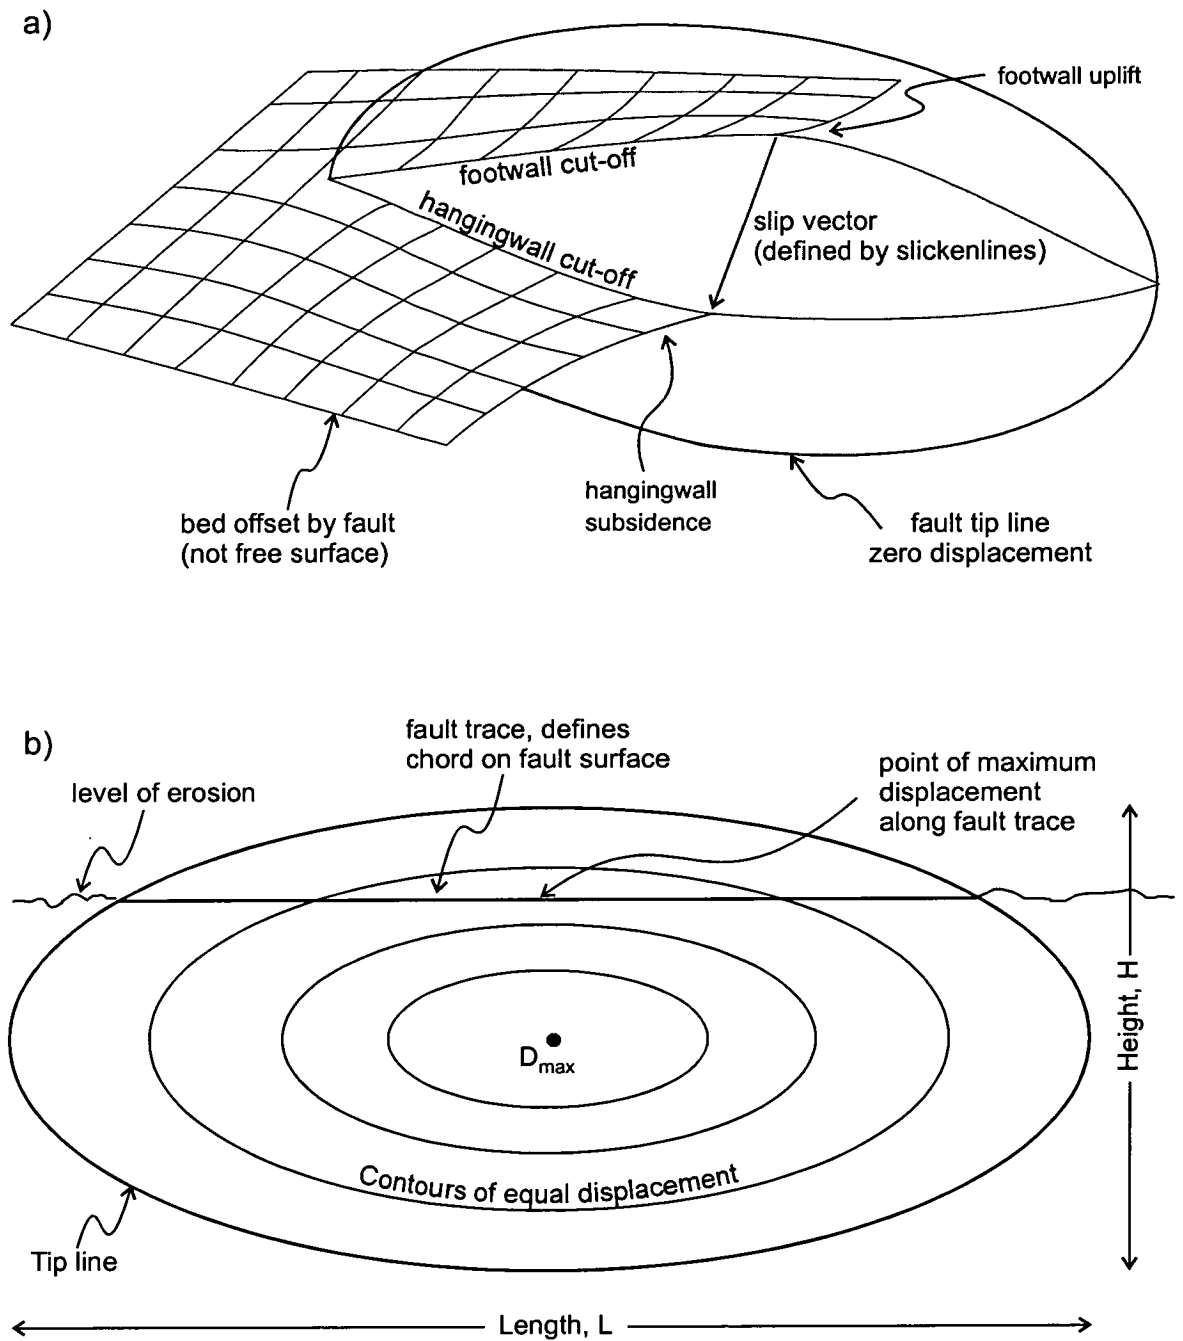 a)
footwall uplift
footwall cut-off
hangingwall cut-off
slip vector
(defined by slickenlines)
bed offset by fault
(not free surface)
hangingwall
subsidence
fault tip line
zero displacement
b)
fault trace, defines
chord on fault surface
level of erosion
point of maximum
displacement
along fault trace
Height, H
Dmax
Contours of equal displacement
Tip line
Length, L